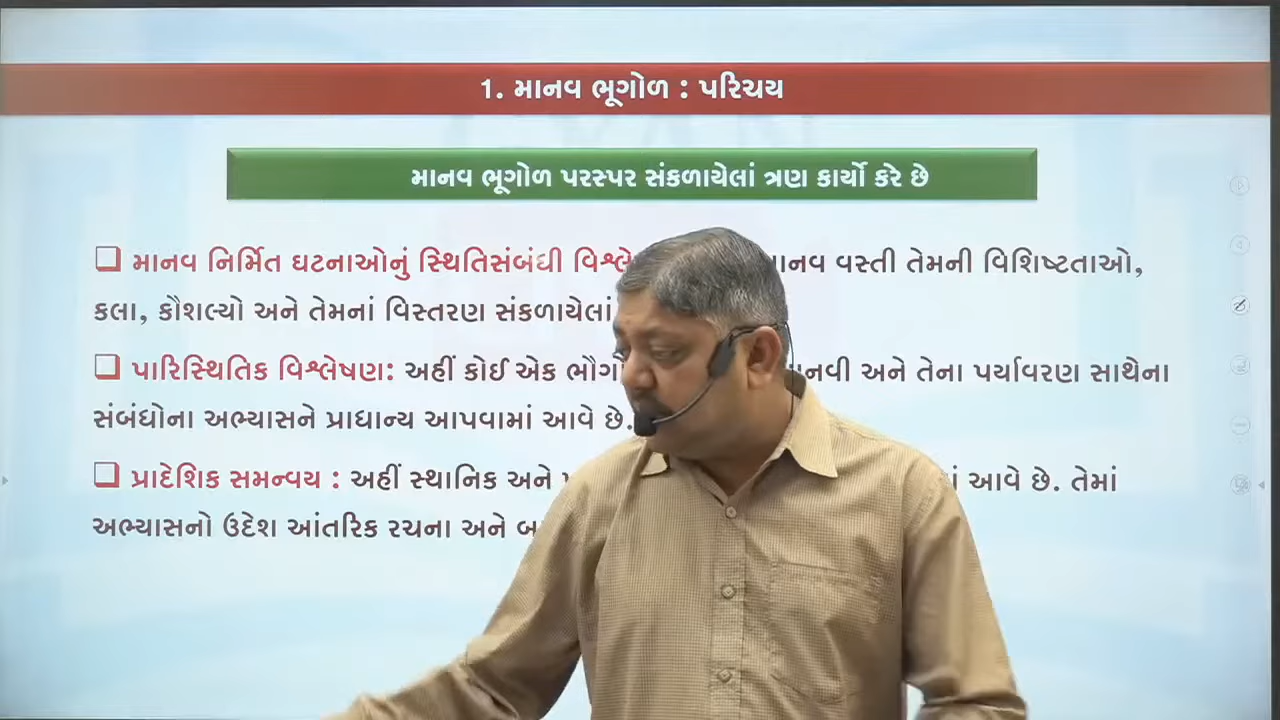 1. માનવ ભૂગોળ : પરિચય
માનવ ભૂગોળ પરસ્પર સંકળાયેલાં ત્રણ કાર્યો કરે છે
❑ માનવ નિર્મિત ઘટનાઓનું સ્થિતિસંબંધી વસ્તી તેમની વિશિષ્ટતાઓ,
કલા, કૌશલ્યો અને તેમનાં વિસ્તરણ સંકળાયેલાં
❑ પારિસ્થિતિક વિશ્લેષણ: અહીં કોઈ એક અને તેના પર્યાવરણ સાથેના
સંબંધોના અભ્યાસને પ્રાધાન્ય આપવામાં આવે છે.
❑ પ્રાદેશિક સમન્વય : અહીં સ્થાનિક અને આવે છે. તેમાં
અભ્યાસનો ઉદેશ આંતરિક રચના અને